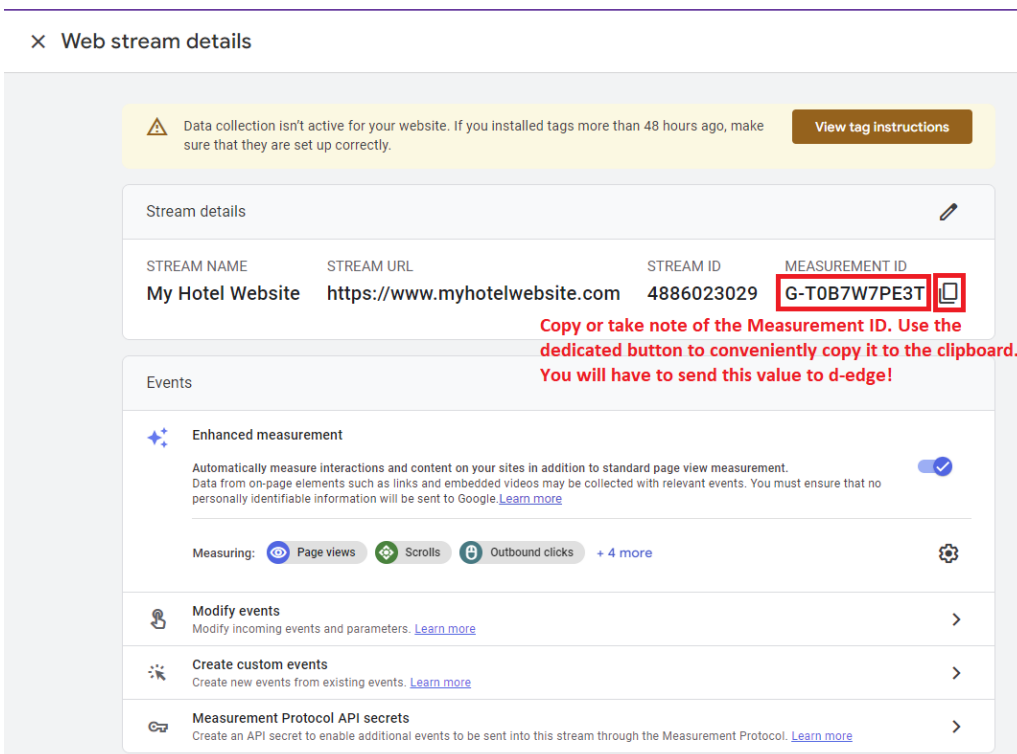 Web stream details
Data collection isn't active for your website. If you installed tags more than 48 hours ago, make
sure that they are set up correctly.
View tag instructions
Stream details
STREAM NAME
STREAM URL
STREAM ID
MEASUREMENT ID
My Hotel Website
https://www.myhotelwebsite.com
4886023029
G-T0B7W7PE3T
Copy or take note of the Measurement ID. Use the
dedicated button to conveniently copy it to the clipboard.
You will have to send this value to d-edge!
Events
Enhanced measurement
Automatically measure interactions and content on your sites in addition to standard page view measurement.
Data from on-page elements such as links and embedded videos may be collected with relevant events. You must ensure that no
personally identifiable information will be sent to Google.Learn more
Measuring:
Page views
Scrolls
Outbound clicks
+ 4 more
Modify events
Modify incoming events and parameters. Learn more
Create custom events
Create new events from existing events. Learn more
Measurement Protocol API secrets
Create an API secret to enable additional events to be sent into this stream through the Measurement Protocol. Learn more